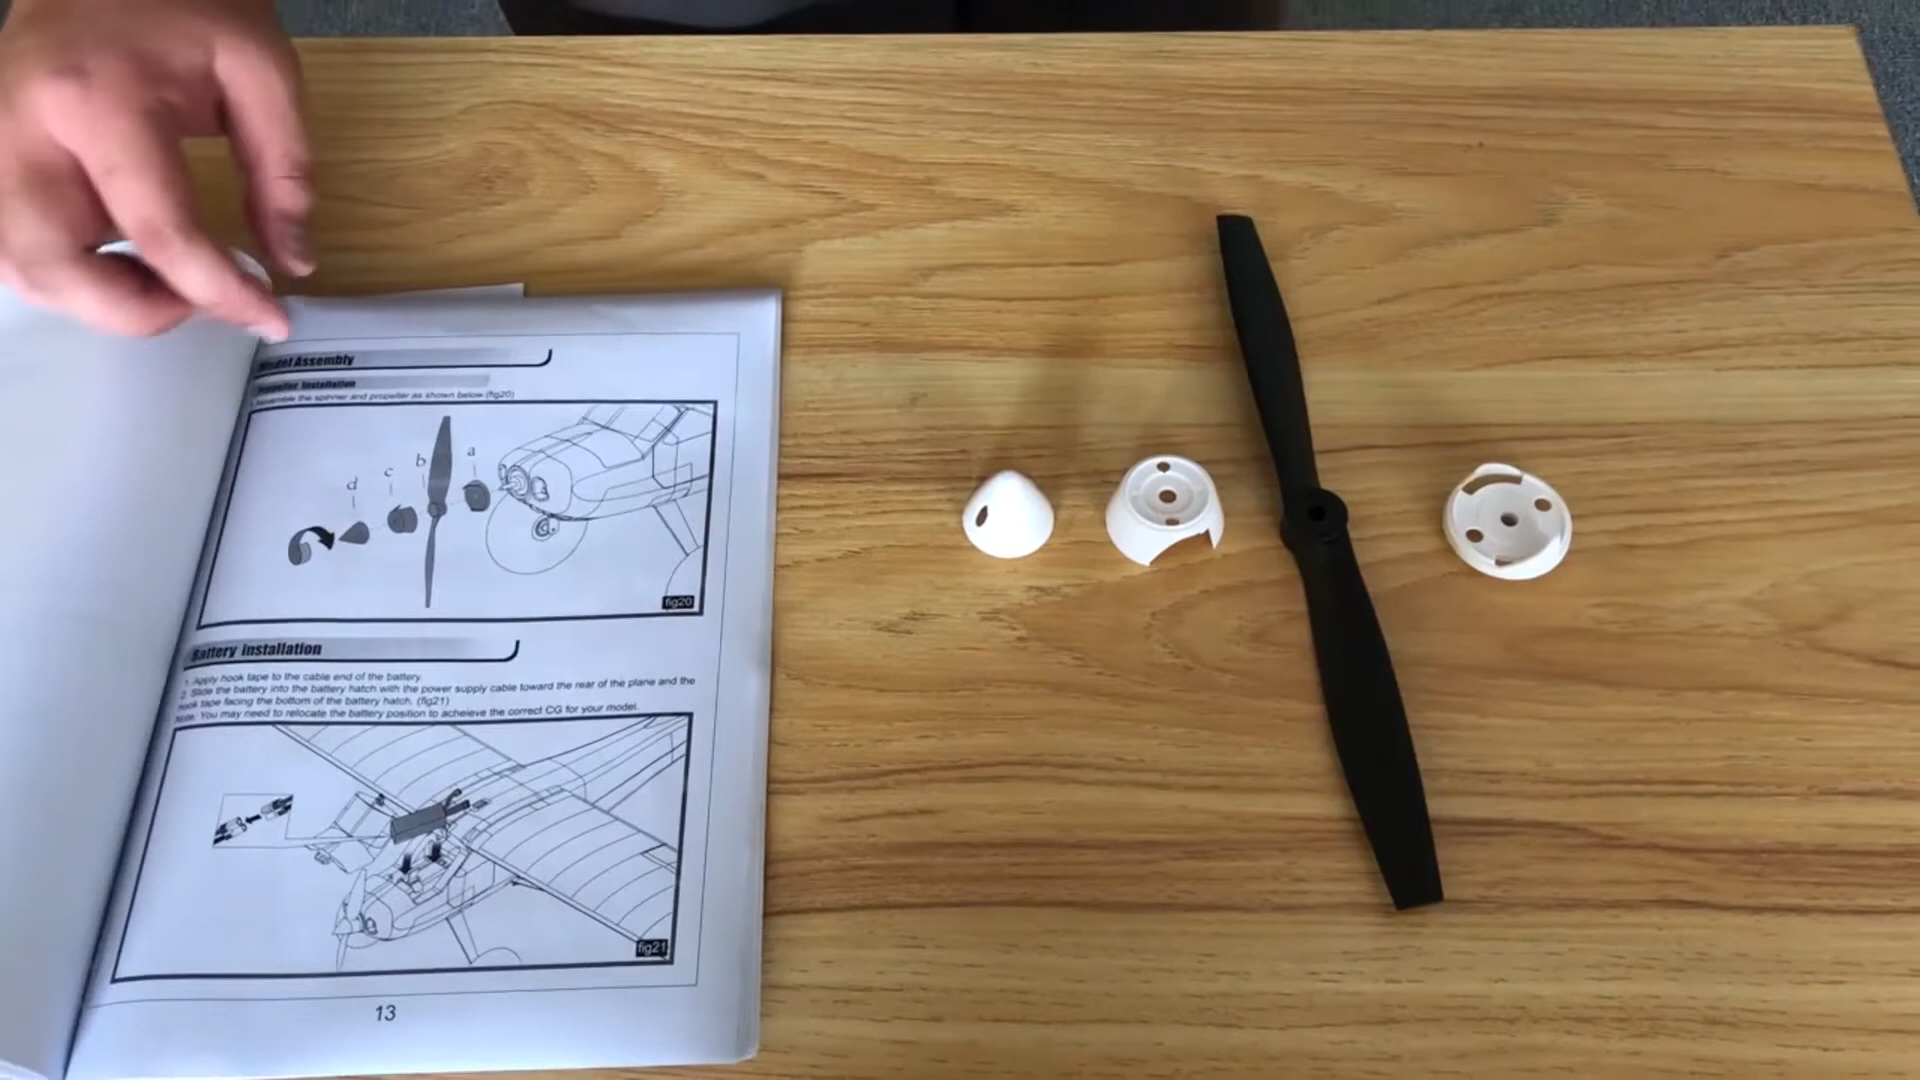 Model Assembly
Propeller Installation
Assemble the spinner and propeller as shown below (fig20)
a
b
c
d
fig20
Battery installation
1. Apply hook tape to the cable end of the battery.
2. Slide the battery into the battery hatch with the power supply cable toward the rear of the plane and the
hook tape facing the bottom of the battery hatch. (fig21)
Note: You may need to relocate the battery position to acheieve the correct CG for your model.
fig21
13